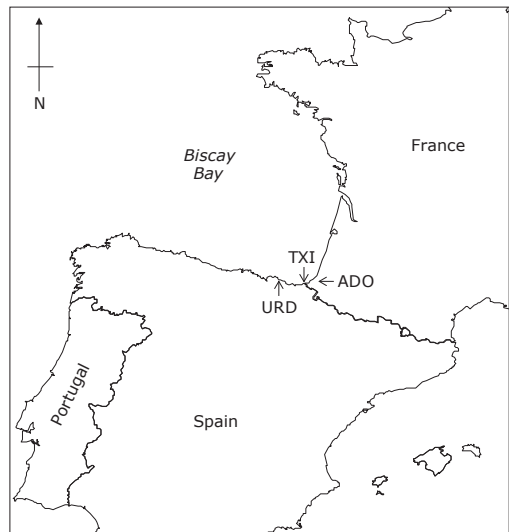 N
France
Biscay
Bay
TXI
ADO
URD
Portugal
Spain